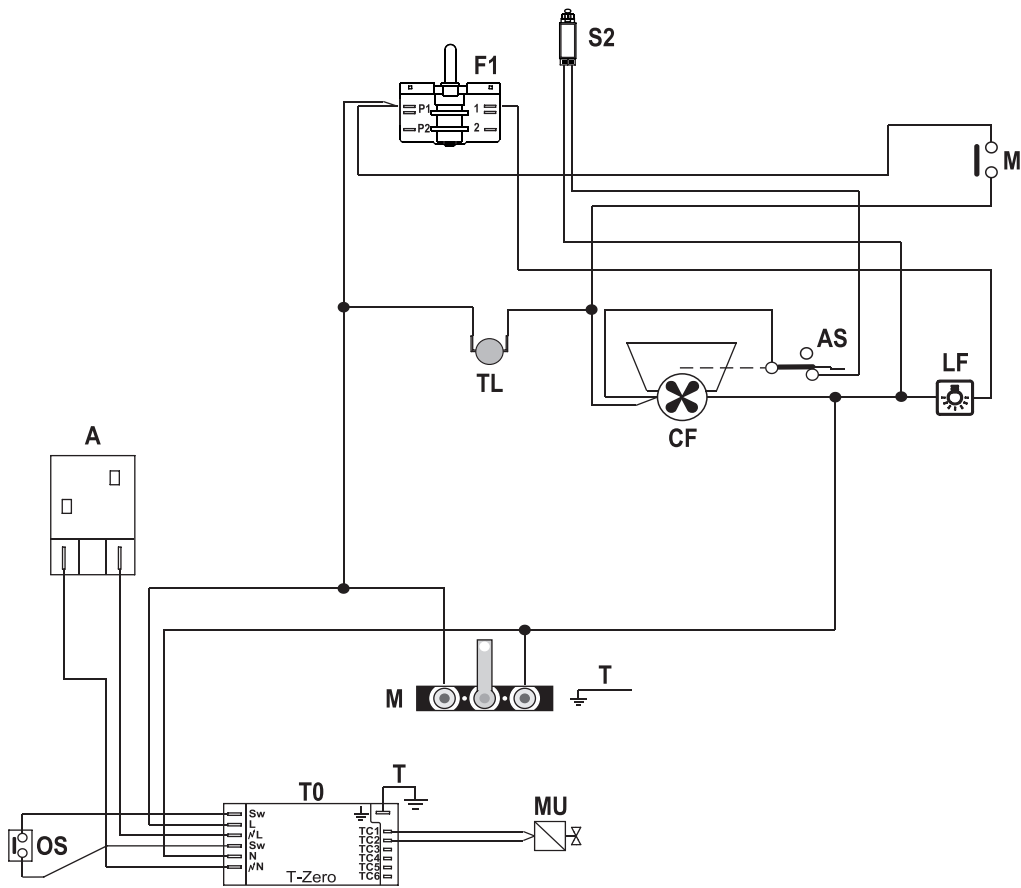 S2
F1
P1 1
P2 2
M
AS
LF
TL
CF
A
T
M
T0
T
MU
Sw
L
L
Sw
N
N
TC1
TC2
TC3
TC4
TC5
TC6
OS
T-Zero